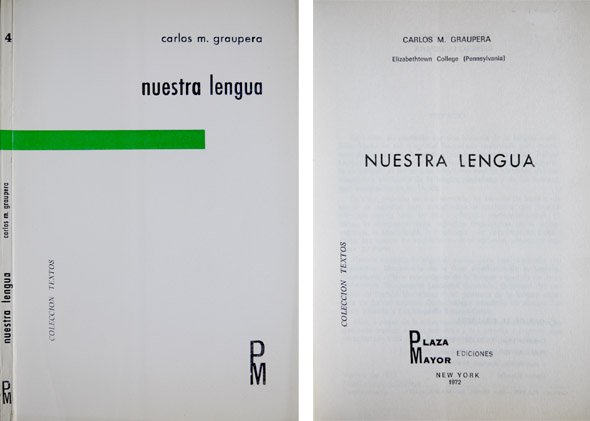 4
carlos m. graupera
nuestra lengua
nuestra lengua
carlos m. graupera
COLECCION TEXTOS
PM
PM
CARLOS M. GRAUPERA
Elizabethtown College (Pennsylvania)
NUESTRA LENGUA
COLECCION TEXTOS
PLAZA
MAYOR EDICIONES
NEW YORK
1972